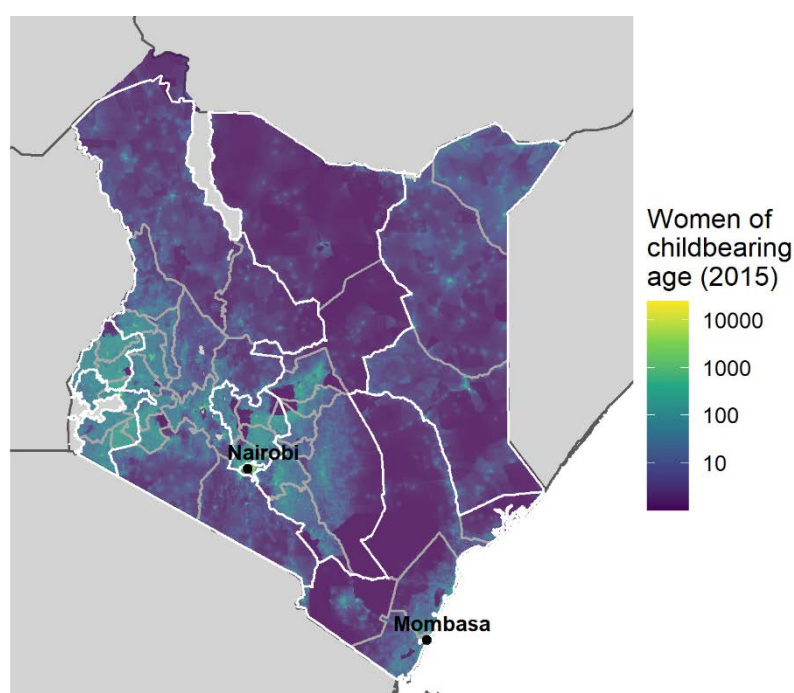 Women of
childbearing
age (2015)
10000
1000
100
10
Nairobi
Mombasa